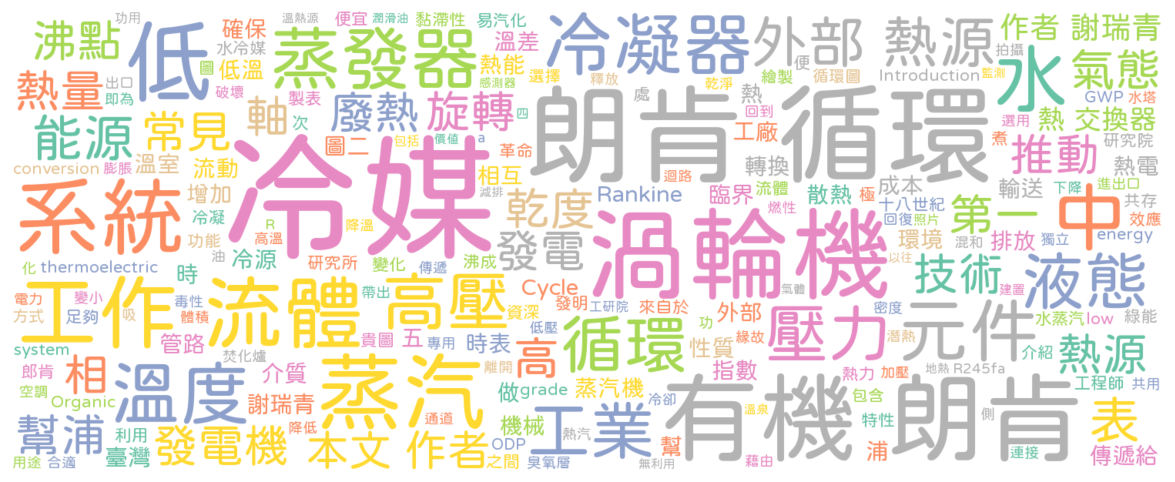 功用 溫熱源 便宜 潤滑油 黏滯性 易汽化
沸點 低 確保 蒸發器 溫差 冷凝器 外部 熱源 作者 謝瑞青
水冷媒 圖 低溫 熱能 感測器 選擇 釋放 乾淨 便 繪製 循環圖 拍攝 Introduction 監測 水 氣態
熱量 出口 即為 破壞 製表 廢熱 旋轉 四 處 熱 GWP 水塔
能源 常見 軸 次 圖二 價值 a 包括 革命 朗肯 循環 工廠 選用 熱 交換器 煮 研究院
conversion 膨脹 溫室 流動 冷媒 相互 減排 迴路 轉換 回到 推動 熱電
系統 增加 乾度 Rankine 臨界 流體 散熱 極 成本 十八世紀 輸送 下降 進出口 共存
冷凝 功能 R 降溫 渦輪機 燃性 回復 照片 第一 中 效應
油 高溫 發電 環境 混和 排放 獨立 energy
化 thermoelectric 時 冷源 研究所 變化 傳遞 沸成 以往 技術 液態
工作 流體 高壓 Cycle 發明 工研院 來自於 氣體 密度 建置
電力 變小 毒性 帶出 吸 資深 低壓 外部 功 壓力 元件 水蒸汽 low 綠能
方式 足夠 體積 管路 貴圖 五 專用 時表 循環 緣故 性質 潛熱 介紹
system 焚化爐 蒸汽 離開 高 指數 熱力 加壓 地熱 R245fa 熱源
郎肯 空調 相 溫度 介質 做 grade 蒸汽機 冷卻 包含 工程師 共用
Organic 謝瑞青 機械 工業 溫泉 幫 有機 特性 朗肯 側 表
幫浦 利用 降低 通道 ODP 熱汽 浦 連接
用途 合適 臺灣 發電機 本文 作者 之間 臭氧層 無利用 藉由 傳遞給